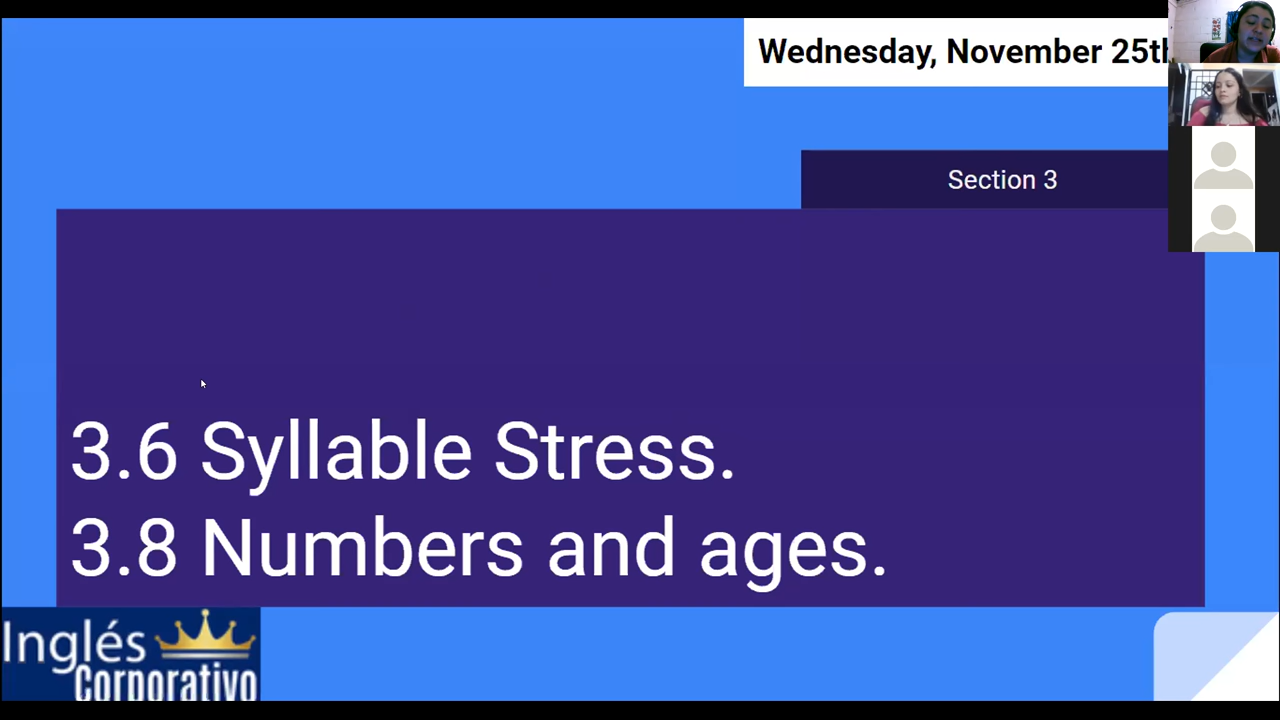 Wednesday, November 25th
Section 3
3.6 Syllable Stress.
3.8 Numbers and ages.
Inglés
Corporativo